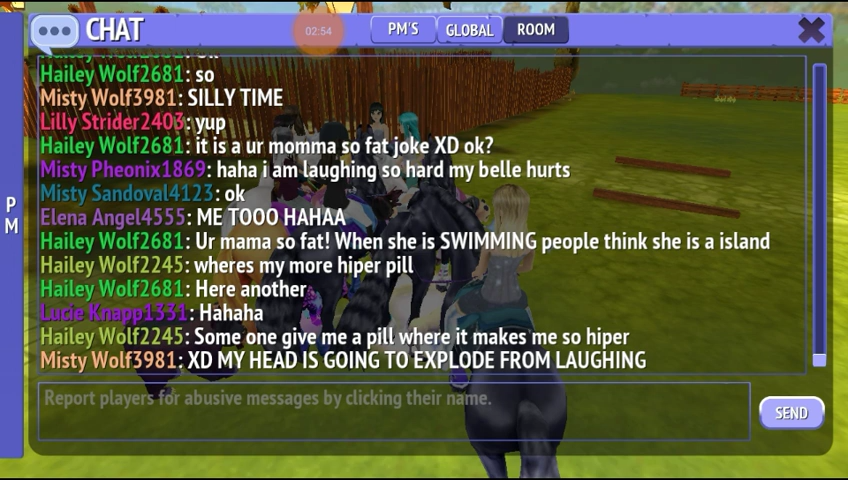 CHAT
02:54
PM'S
GLOBAL
ROOM
Hailey Wolf2681: so
Misty Wolf3981: SILLY TIME
Lilly Strider2403: yup
Hailey Wolf2681: it is a ur momma so fat joke XD ok?
Misty Pheonix1869: haha i am laughing so hard my belle hurts
Misty Sandoval4123: ok
Elena Angel4555: ME TOOO HAHAA
Hailey Wolf2681: Ur mama so fat! When she is SWIMMING people think she is a island
Hailey Wolf2245: wheres my more hiper pill
Hailey Wolf2681: Here another
Lucie Knapp1331: Hahaha
Hailey Wolf2245: Some one give me a pill where it makes me so hiper
Misty Wolf3981: XD MY HEAD IS GOING TO EXPLODE FROM LAUGHING
P
M
Report players for abusive messages by clicking their name.
SEND